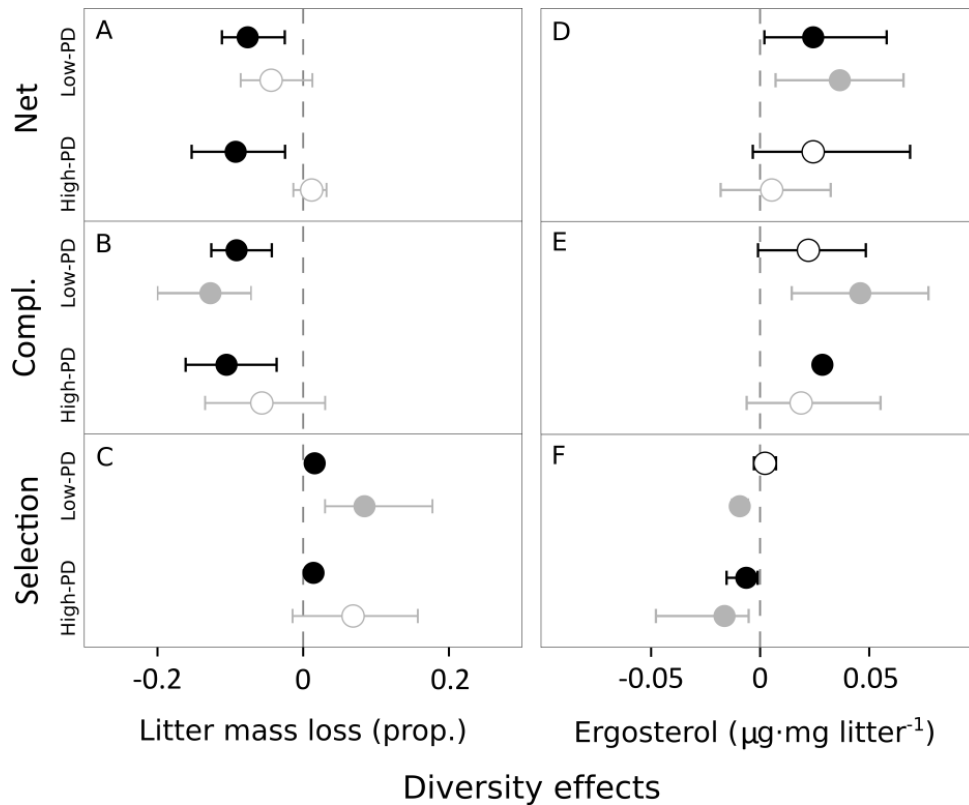 A
D
Net
Low-PD
High-PD
B
E
Compl.
Low-PD
High-PD
C
F
Selection
Low-PD
High-PD
-0.2 0 0.2
-0.05 0 0.05
Litter mass loss (prop.)
Ergosterol (µg·mg litter⁻¹)
Diversity effects